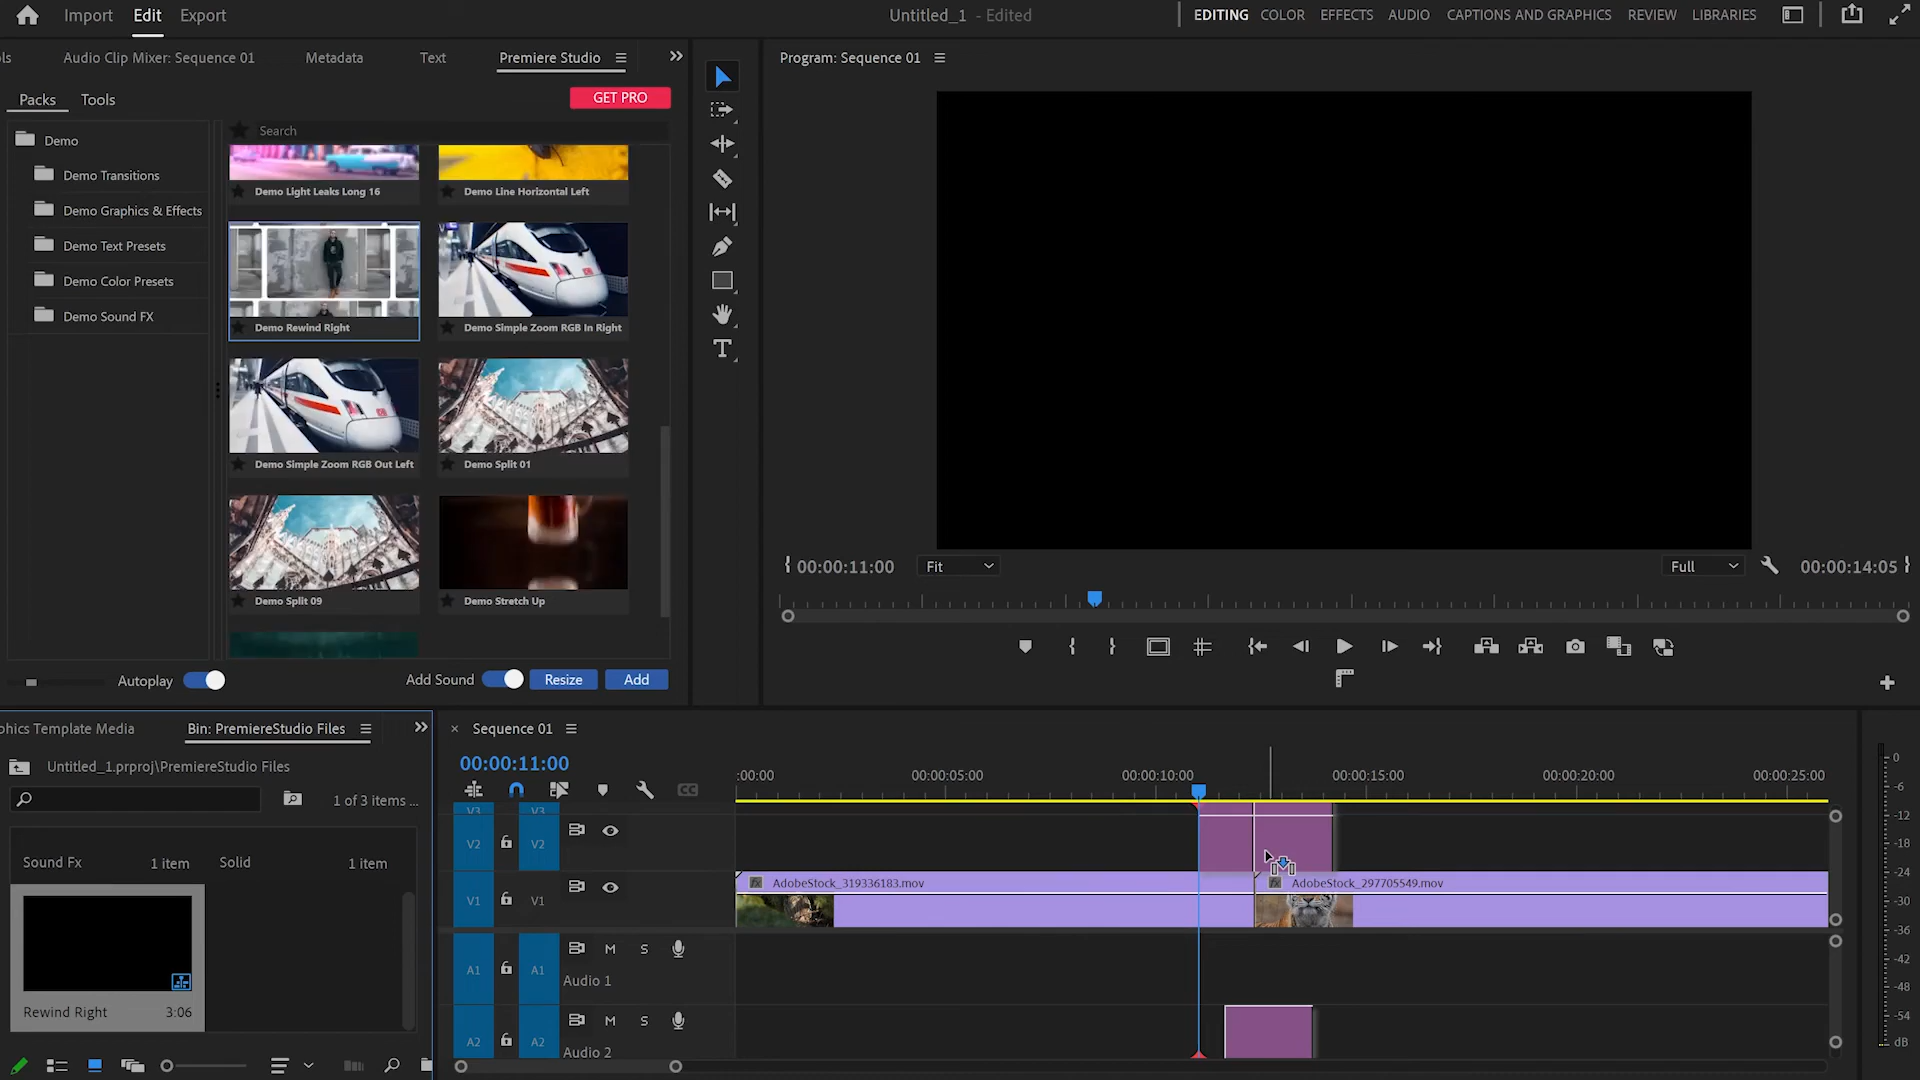 Import Edit Export
Untitled_1 - Edited
EDITING COLOR EFFECTS AUDIO CAPTIONS AND GRAPHICS REVIEW LIBRARIES
ls Audio Clip Mixer: Sequence 01 Metadata Text Premiere Studio
Program: Sequence 01
Packs Tools
GET PRO
Search
Demo
Demo Transitions
Demo Graphics & Effects
Demo Text Presets
Demo Color Presets
Demo Sound FX
Demo Light Leaks Long 16
Demo Line Horizontal Left
Demo Rewind Right
Demo Simple Zoom RGB In Right
Demo Simple Zoom RGB Out Left
Demo Split 01
Demo Split 09
Demo Stretch Up
Autoplay
Add Sound
Resize
Add
00:00:11:00
Fit
Full
00:00:14:05
phics Template Media Bin: PremiereStudio Files
Untitled_1.prproj\PremiereStudio Files
1 of 3 items ...
Sound Fx 1 item
Solid 1 item
Rewind Right 3:06
Sequence 01
00:00:11:00
:00:00 00:00:05:00 00:00:10:00 00:00:15:00 00:00:20:00 00:00:25:00
V3 V3
V2 V2
V1 V1
AdobeStock_319336183.mov
AdobeStock_297705549.mov
A1 A1 M S
Audio 1
A2 A2 M S
Audio 2
0
-6
-12
-18
-24
-30
-36
-42
-48
-54
dB